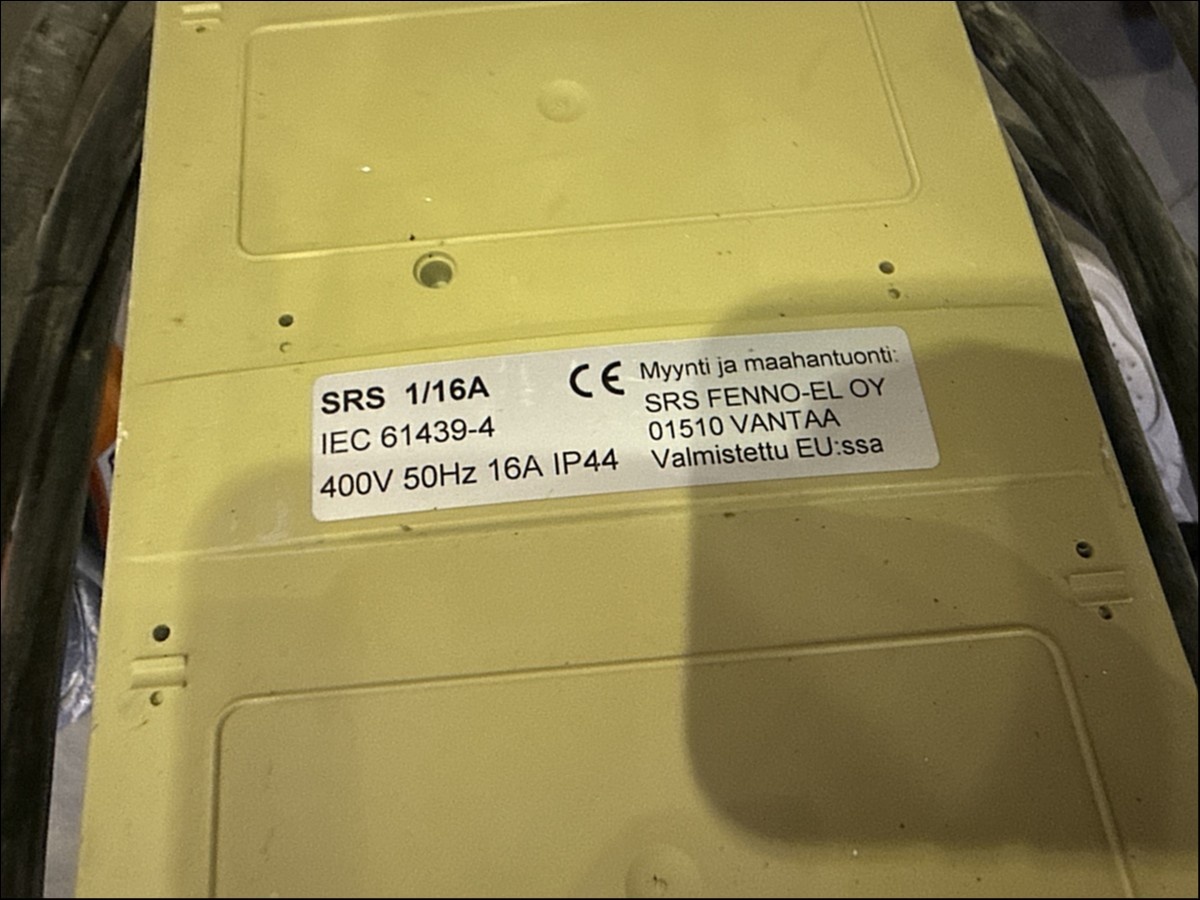 SRS 1/16A
IEC 61439-4
400V 50Hz 16A IP44
CE
Myynti ja maahantuonti:
SRS FENNO-EL OY
01510 VANTAA
Valmistettu EU:ssa